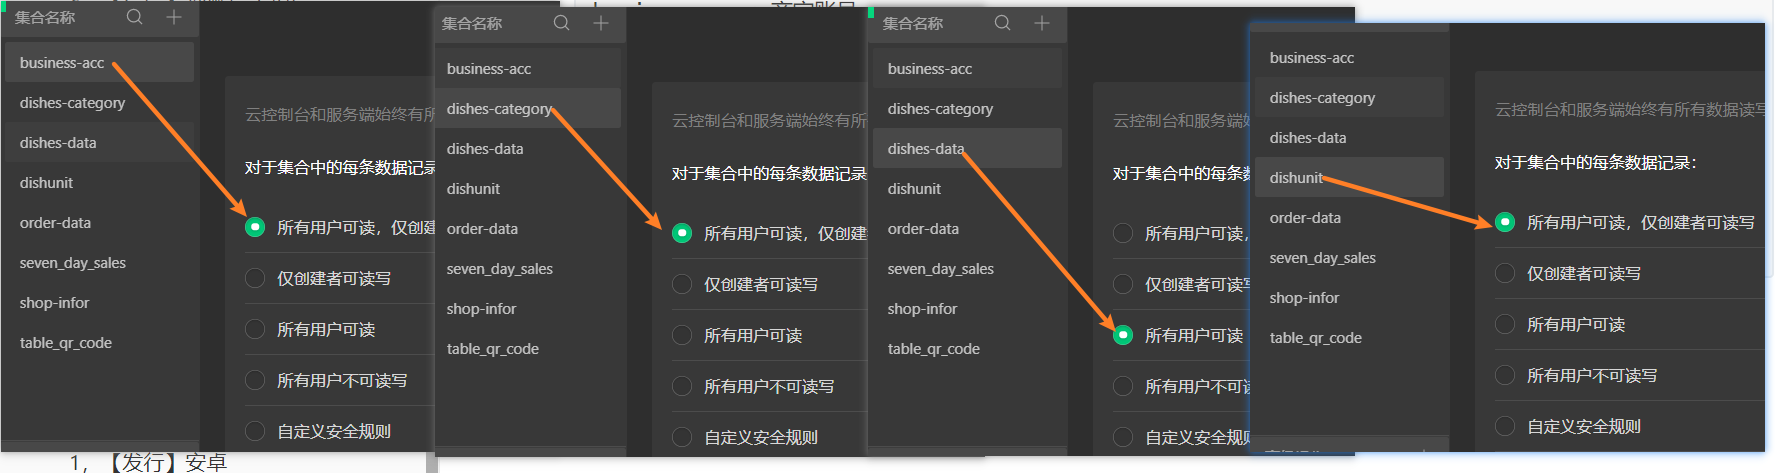 集合名称
business-acc
dishes-category
dishes-data
dishunit
order-data
seven_day_sales
shop-infor
table_qr_code
云控制台和服务端始终有所
对于集合中的每条数据记录
所有用户可读，仅创建
仅创建者可读写
所有用户可读
所有用户不可读写
自定义安全规则
集合名称
business-acc
dishes-category
dishes-data
dishunit
order-data
seven_day_sales
shop-infor
table_qr_code
云控制台和服务端始终有所
对于集合中的每条数据记录
所有用户可读，仅创建
仅创建者可读写
所有用户可读
所有用户不可读写
自定义安全规则
集合名称
business-acc
dishes-category
dishes-data
dishunit
order-data
seven_day_sales
shop-infor
table_qr_code
云控制台和服务端
对于集合中的每条数
所有用户可读，
仅创建者可读写
所有用户可读
所有用户不可读
自定义安全规则
business-acc
dishes-category
dishes-data
dishunit
order-data
seven_day_sales
shop-infor
table_qr_code
云控制台和服务端始终有所有数据读写
对于集合中的每条数据记录：
所有用户可读，仅创建者可读写
仅创建者可读写
所有用户可读
所有用户不可读写
自定义安全规则
1，【发行】安卓